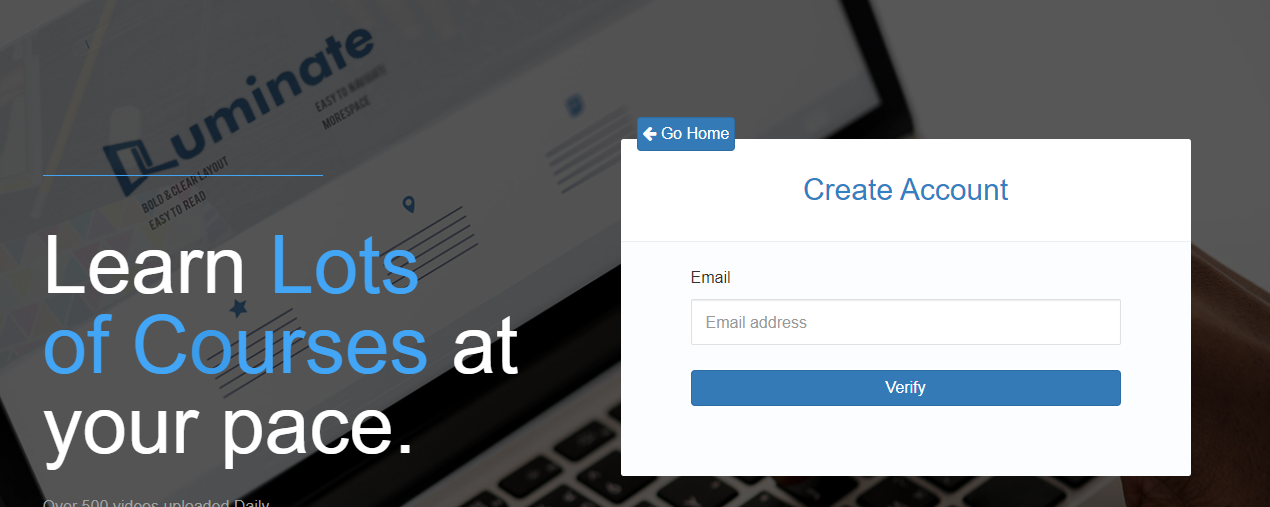 Luminate
EASY TO NAVIGATE
MORESPACE
BOLD & CLEAR LAYOUT
EASY TO READ
Learn Lots
of Courses at
your pace.
Over 500 videos uploaded Daily
Go Home
Create Account
Email
Email address
Verify